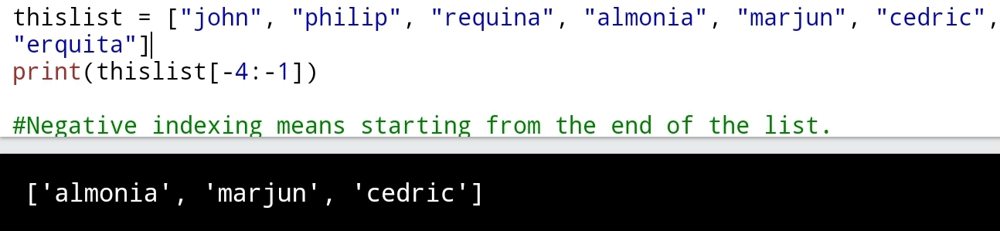 thislist = ["john", "philip", "requina", "almonia", "marjun", "cedric",
"erquita"]
print(thislist[-4:-1])
#Negative indexing means starting from the end of the list.
['almonia', 'marjun', 'cedric']